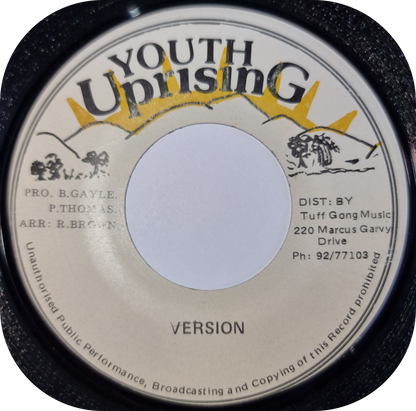 YOUTH
UprisinG
PRO. B.GAYLE.
P.THOMAS.
ARR: R.BROWN
DIST: BY
Tuff Gong Music
220 Marcus Garvy
Drive
Ph: 92/77103
VERSION
Unauthorised Public Performance, Broadcasting and Copying of this Record prohibited